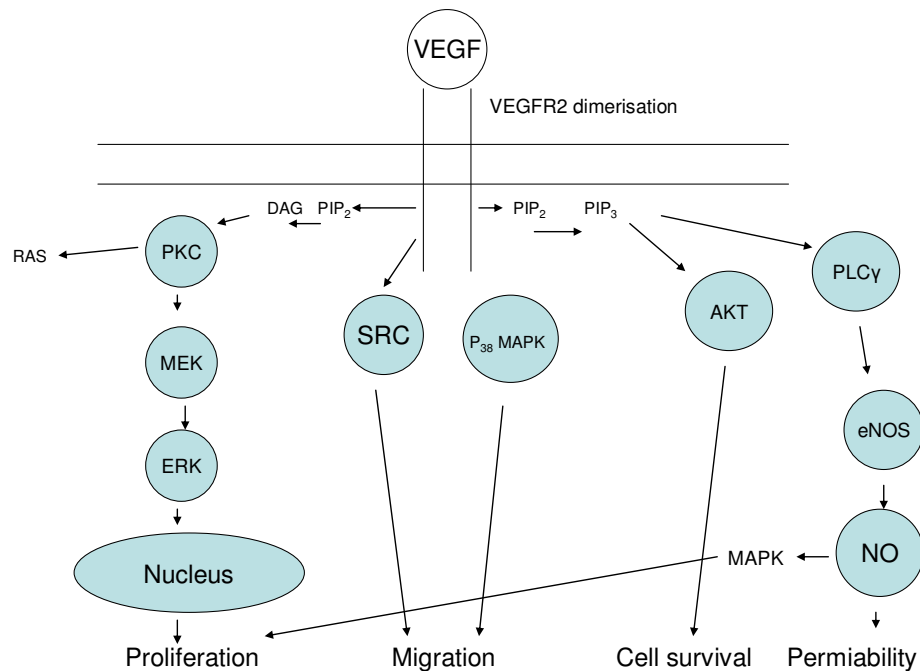 VEGF
VEGFR2 dimerisation
DAG PIP₂ PIP₂ PIP₃
RAS PKC PLCγ
SRC P₃₈ MAPK AKT
MEK
eNOS
ERK
MAPK NO
Nucleus
Proliferation Migration Cell survival Permiability